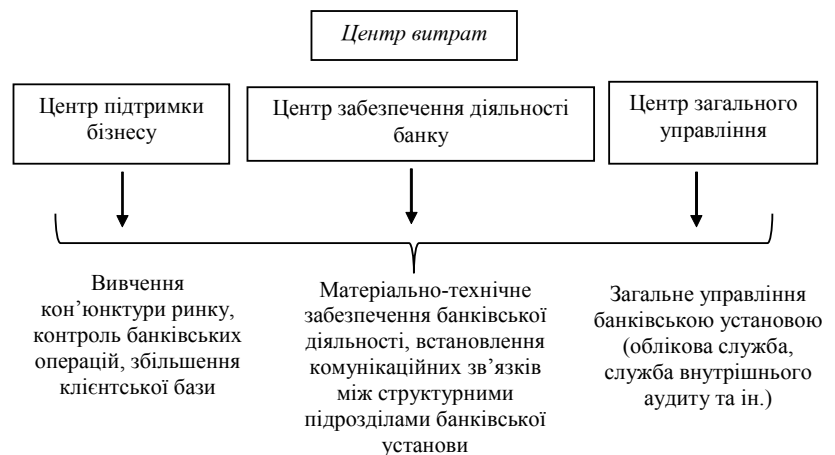 Центр витрат
Центр підтримки
бізнесу
Центр забезпечення діяльності
банку
Центр загального
управління
Вивчення
кон’юнктури ринку,
контроль банківських
операцій, збільшення
клієнтської бази
Матеріально-технічне
забезпечення банківської
діяльності, встановлення
комунікаційних зв’язків
між структурними
підрозділами банківської
установи
Загальне управління
банківською установою
(облікова служба,
служба внутрішнього
аудиту та ін.)